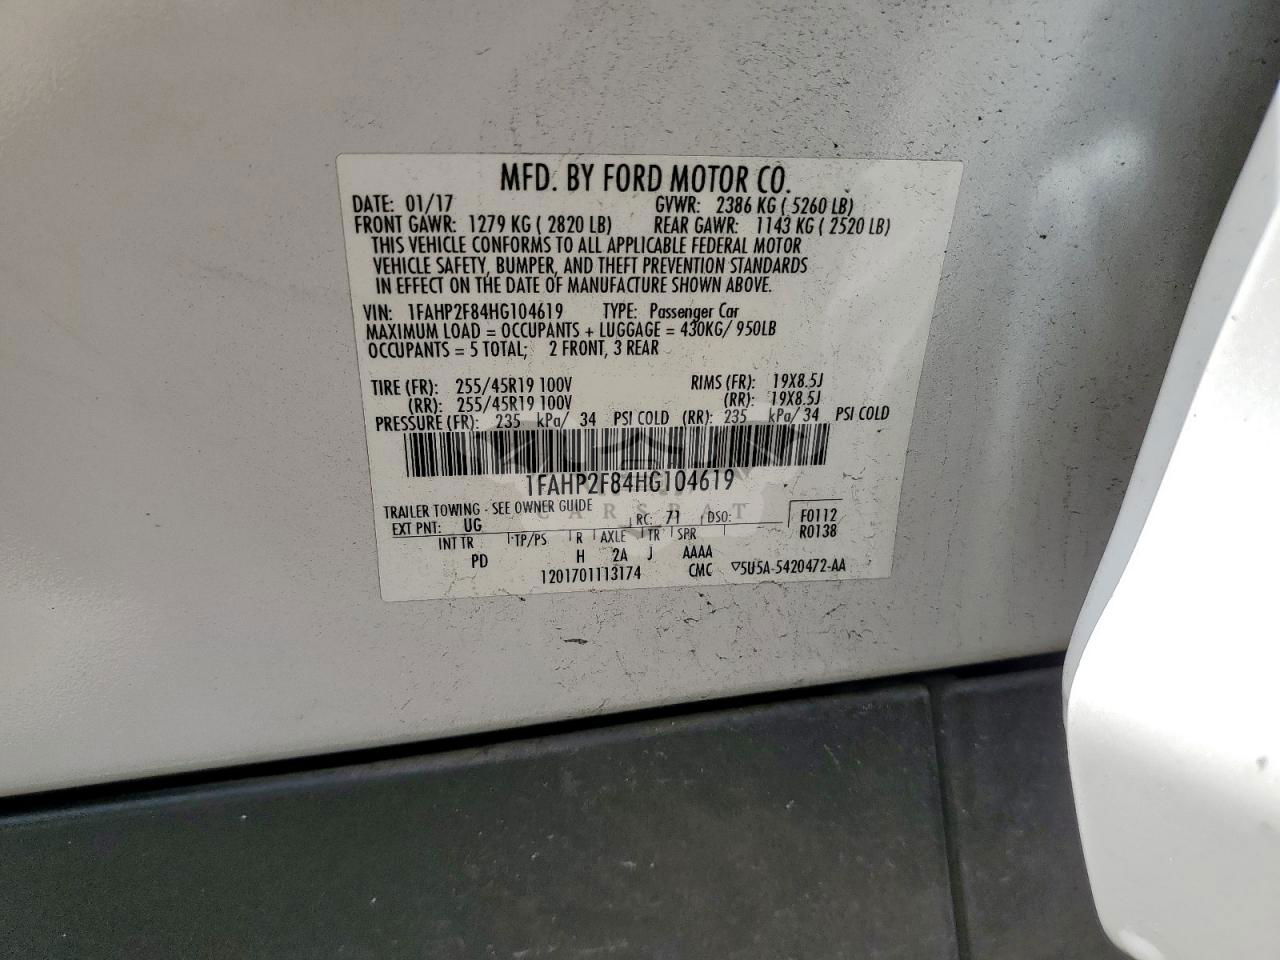 MFD. BY FORD MOTOR CO.
DATE: 01/17 GVWR: 2386 KG ( 5260 LB)
FRONT GAWR: 1279 KG ( 2820 LB) REAR GAWR: 1143 KG ( 2520 LB)
THIS VEHICLE CONFORMS TO ALL APPLICABLE FEDERAL MOTOR
VEHICLE SAFETY, BUMPER, AND THEFT PREVENTION STANDARDS
IN EFFECT ON THE DATE OF MANUFACTURE SHOWN ABOVE.
VIN: 1FAHP2F84HG104619 TYPE: Passenger Car
MAXIMUM LOAD = OCCUPANTS + LUGGAGE = 430KG/ 950LB
OCCUPANTS = 5 TOTAL; 2 FRONT, 3 REAR
TIRE (FR): 255/45R19 100V RIMS (FR): 19X8.5J
(RR): 255/45R19 100V (RR): 19X8.5J
PRESSURE (FR): 235 kPa/ 34 PSI COLD (RR): 235 kPa/ 34 PSI COLD
1FAHP2F84HG104619
CARSBAT
TRAILER TOWING - SEE OWNER GUIDE
EXT PNT: UG RC: 71 DSO: F0112
INT TR TP/PS R AXLE TR SPR R0138
PD H 2A J AAAA
1201701113174 CMC ▽5U5A-5420472-AA